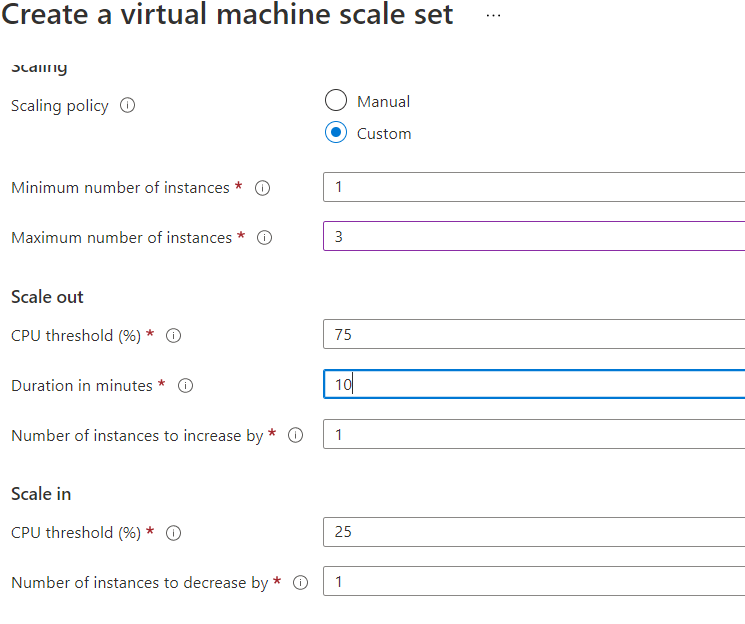 Create a virtual machine scale set ...
Scaling
Scaling policy
Manual
Custom
Minimum number of instances * 1
Maximum number of instances * 3
Scale out
CPU threshold (%) * 75
Duration in minutes * 10
Number of instances to increase by * 1
Scale in
CPU threshold (%) * 25
Number of instances to decrease by * 1